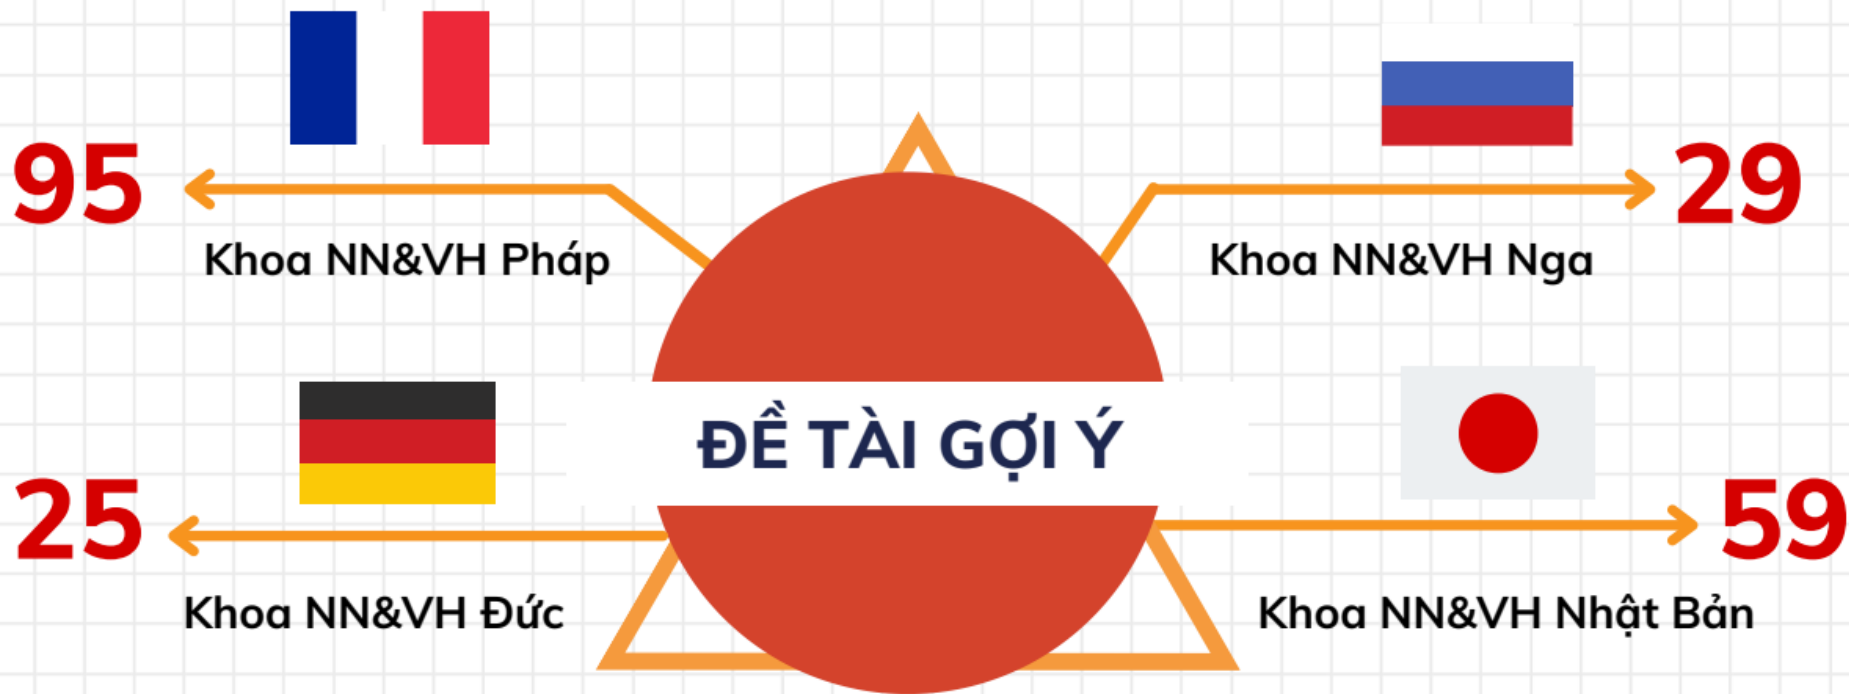 95
Khoa NN&VH Pháp
29
Khoa NN&VH Nga
ĐỀ TÀI GỢI Ý
25
Khoa NN&VH Đức
59
Khoa NN&VH Nhật Bản